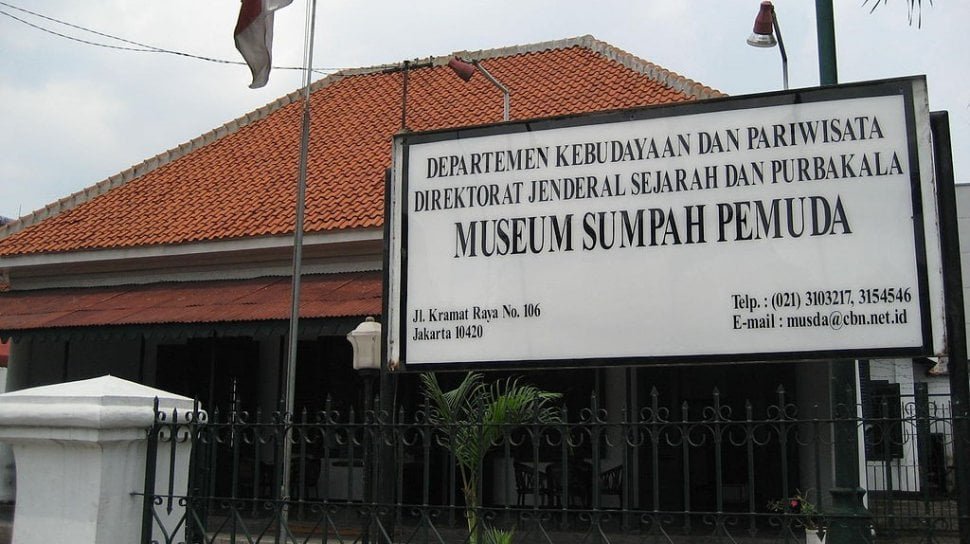 DEPARTEMEN KEBUDAYAAN DAN PARIWISATA
DIREKTORAT JENDERAL SEJARAH DAN PURBAKALA
MUSEUM SUMPAH PEMUDA
Jl. Kramat Raya No. 106
Jakarta 10420
Telp. : (021) 3103217, 3154546
E-mail : musda@cbn.net.id